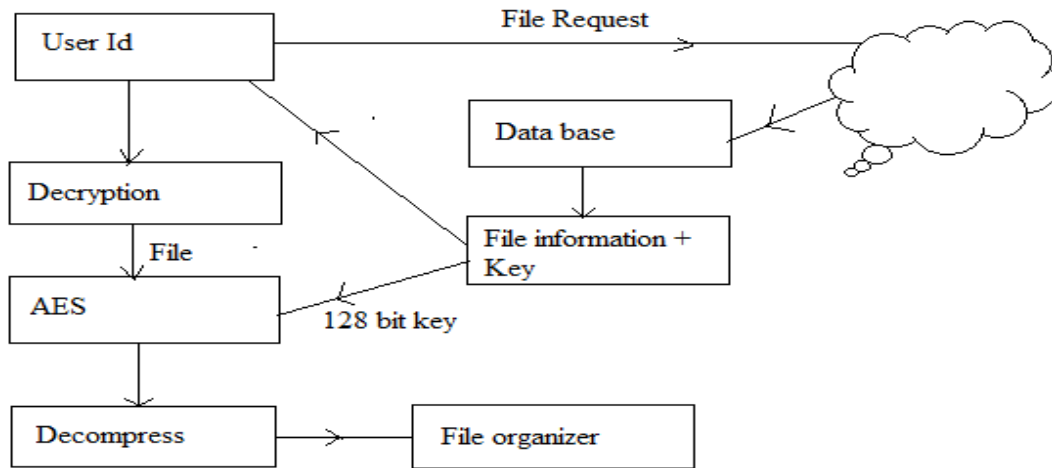 File Request
User Id
Data base
Decryption
File information +
Key
File
AES
128 bit key
Decompress
File organizer